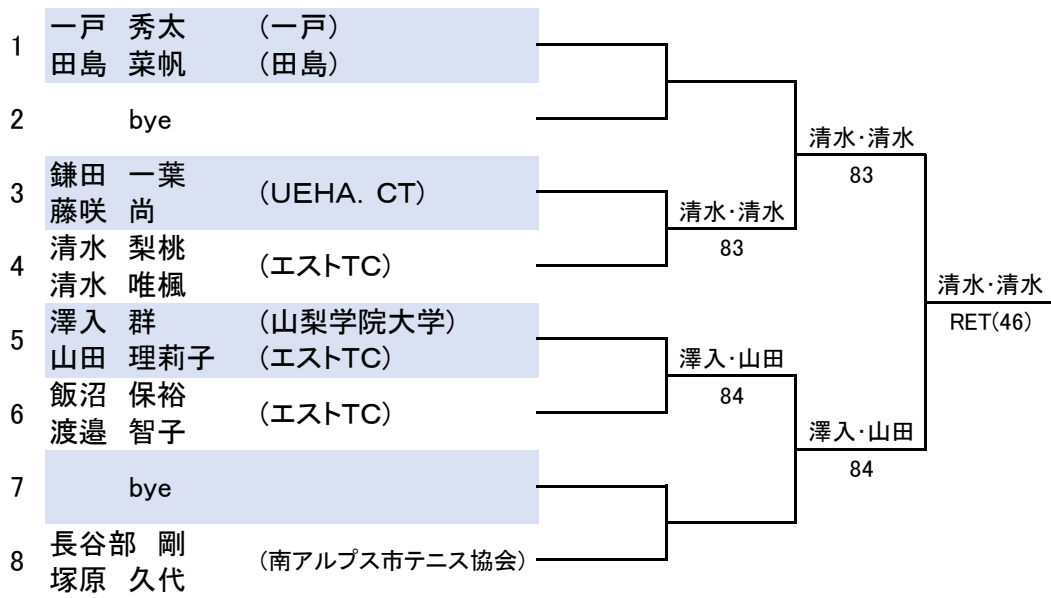 1
一戸 秀太 (一戸)
田島 菜帆 (田島)
2 bye
3
鎌田 一葉
藤咲 尚
(UEHA. CT)
4
清水 梨桃
清水 唯楓
(エストTC)
5
澤入 群 (山梨学院大学)
山田 理莉子 (エストTC)
6
飯沼 保裕
渡邉 智子
(エストTC)
7 bye
8
長谷部 剛
塚原 久代
(南アルプス市テニス協会)
清水・清水
83
澤入・山田
84
清水・清水
83
澤入・山田
84
清水・清水
RET(46)